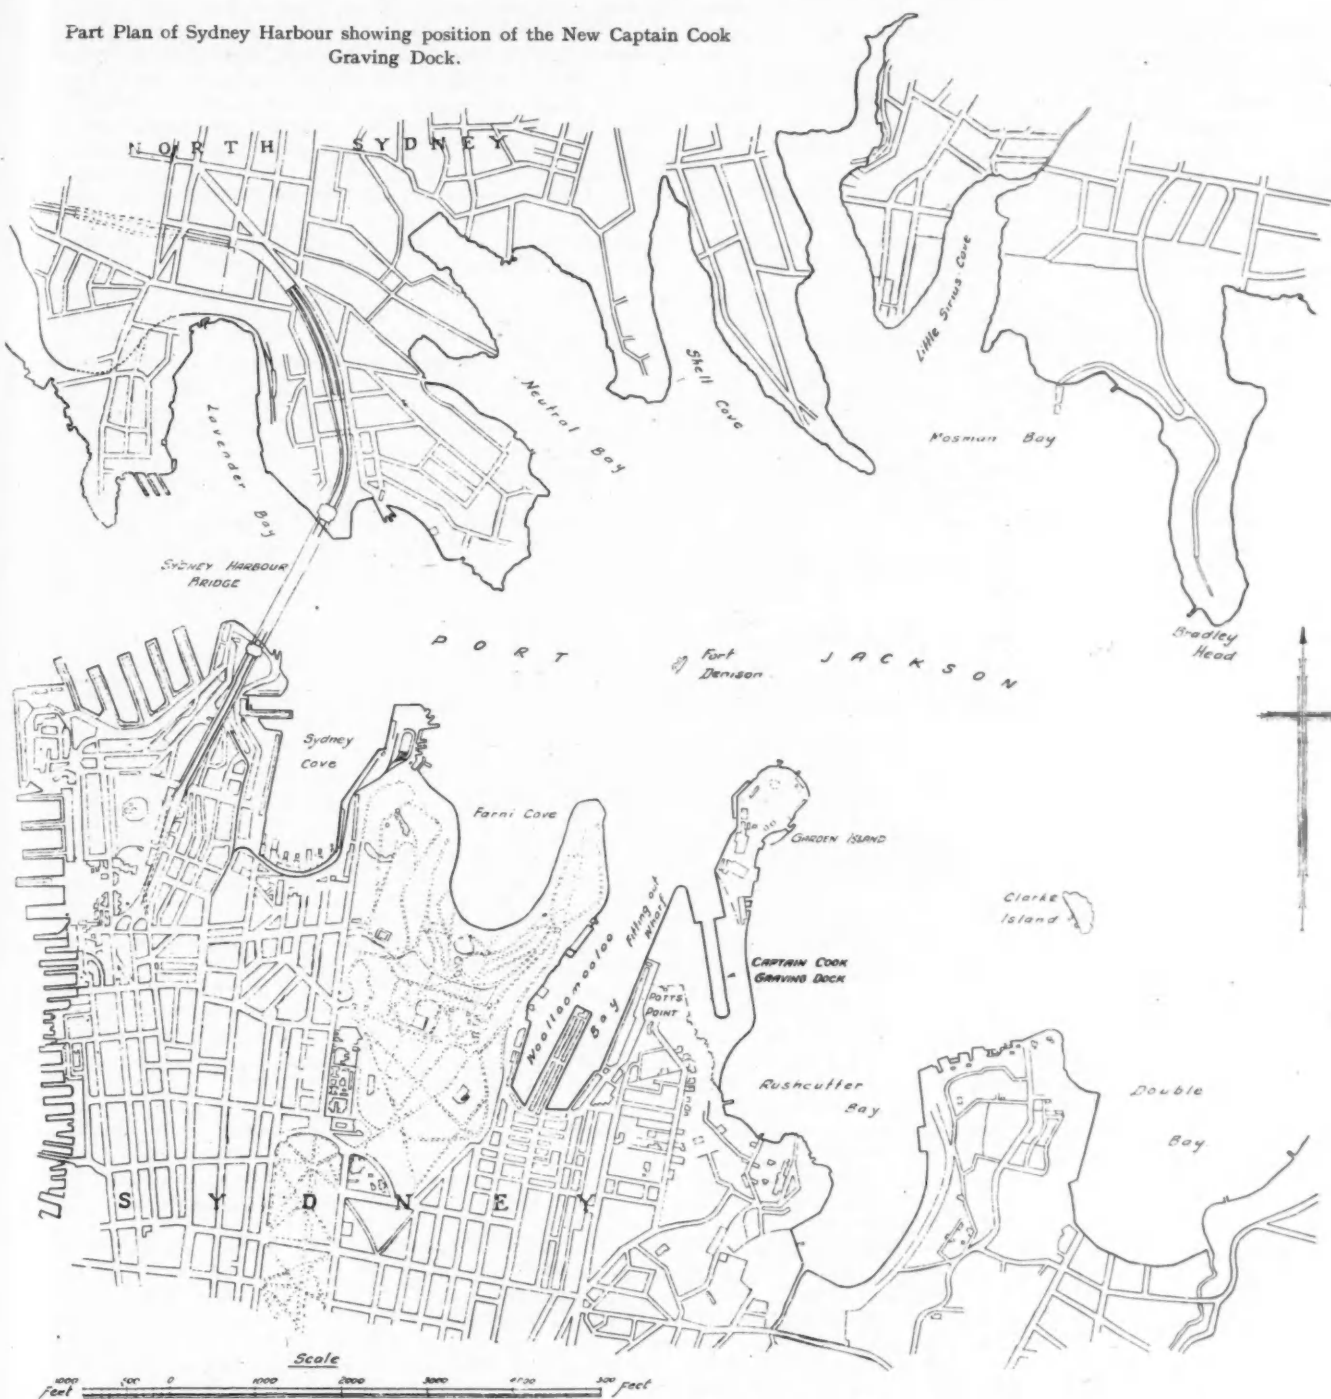 Part Plan of Sydney Harbour showing position of the New Captain Cook
Graving Dock.
NORTH SYDNEY
Little Sirius Cove
Shell Cove
Neutral Bay
Lavender Bay
Mosman Bay
SYDNEY HARBOUR
BRIDGE
PORT JACKSON
Fort
Denison
Bradley
Head
Sydney
Cove
Farni Cove
GARDEN ISLAND
Clarke
Island
Fitting out
Wharf
Woolloomooloo
Bay
CAPTAIN COOK
GRAVING DOCK
POTTS
POINT
Rushcutter
Bay
Double
Bay.
SYDNEY
Scale
Feet 1000 500 0 1000 2000 3000 Feet